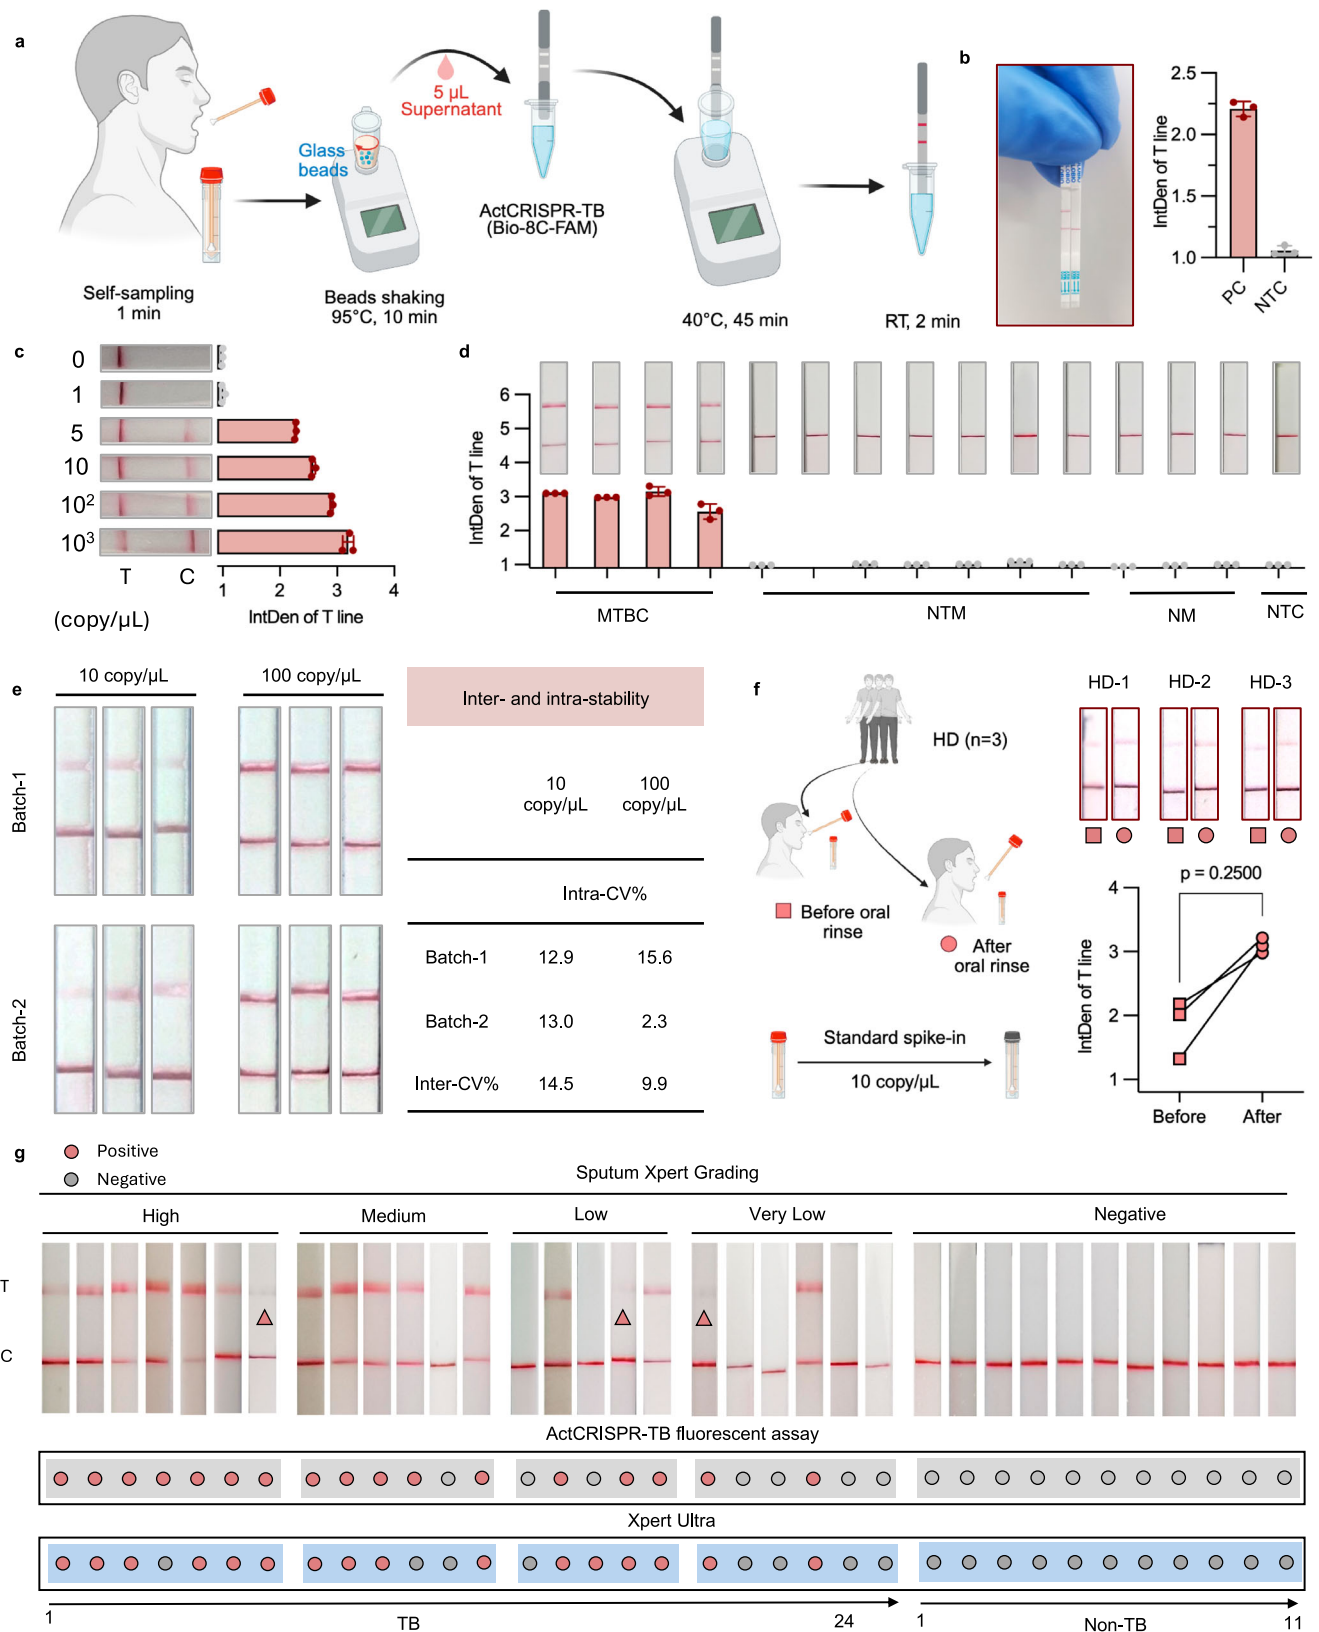 a
Glass
beads
5 µL
Supernatant
ActCRISPR-TB
(Bio-8C-FAM)
Self-sampling
1 min
Beads shaking
95°C, 10 min
40°C, 45 min
RT, 2 min
b
IntDen of T line
2.5
2.0
1.5
1.0
PC
NTC
c
0
1
5
10
10²
10³
T
C
(copy/µL)
1
2
3
4
IntDen of T line
d
IntDen of T line
6
5
4
3
2
1
MTBC
NTM
NM
NTC
e
10 copy/µL
100 copy/µL
Batch-1
Batch-2
Inter- and intra-stability
10
copy/µL
100
copy/µL
Intra-CV%
Batch-1 12.9 15.6
Batch-2 13.0 2.3
Inter-CV% 14.5 9.9
f
HD (n=3)
Before oral
rinse
After
oral rinse
Standard spike-in
10 copy/µL
HD-1
HD-2
HD-3
p = 0.2500
IntDen of T line
4
3
2
1
Before
After
g
Positive
Negative
Sputum Xpert Grading
High
Medium
Low
Very Low
Negative
T
C
ActCRISPR-TB fluorescent assay
Xpert Ultra
1
TB
24
1
Non-TB
11